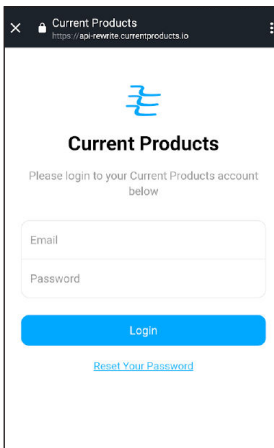 Current Products
https://api-rewrite.currentproducts.io
Current Products
Please login to your Current Products account
below
Email
Password
Login
Reset Your Password